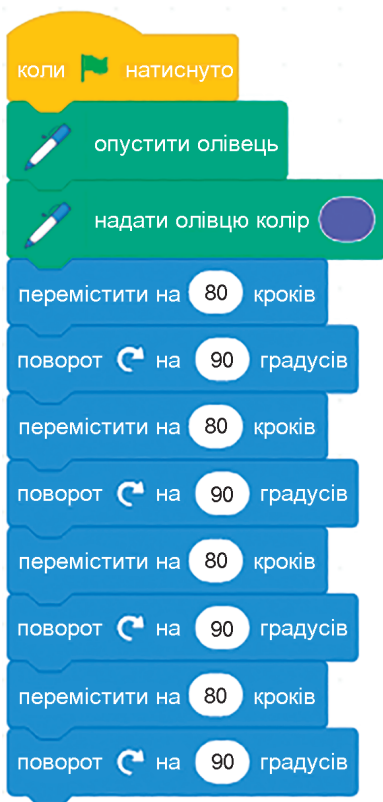 коли натиснуто
опустити олівець
надати олівцю колір
перемістити на 80 кроків
поворот на 90 градусів
перемістити на 80 кроків
поворот на 90 градусів
перемістити на 80 кроків
поворот на 90 градусів
перемістити на 80 кроків
поворот на 90 градусів